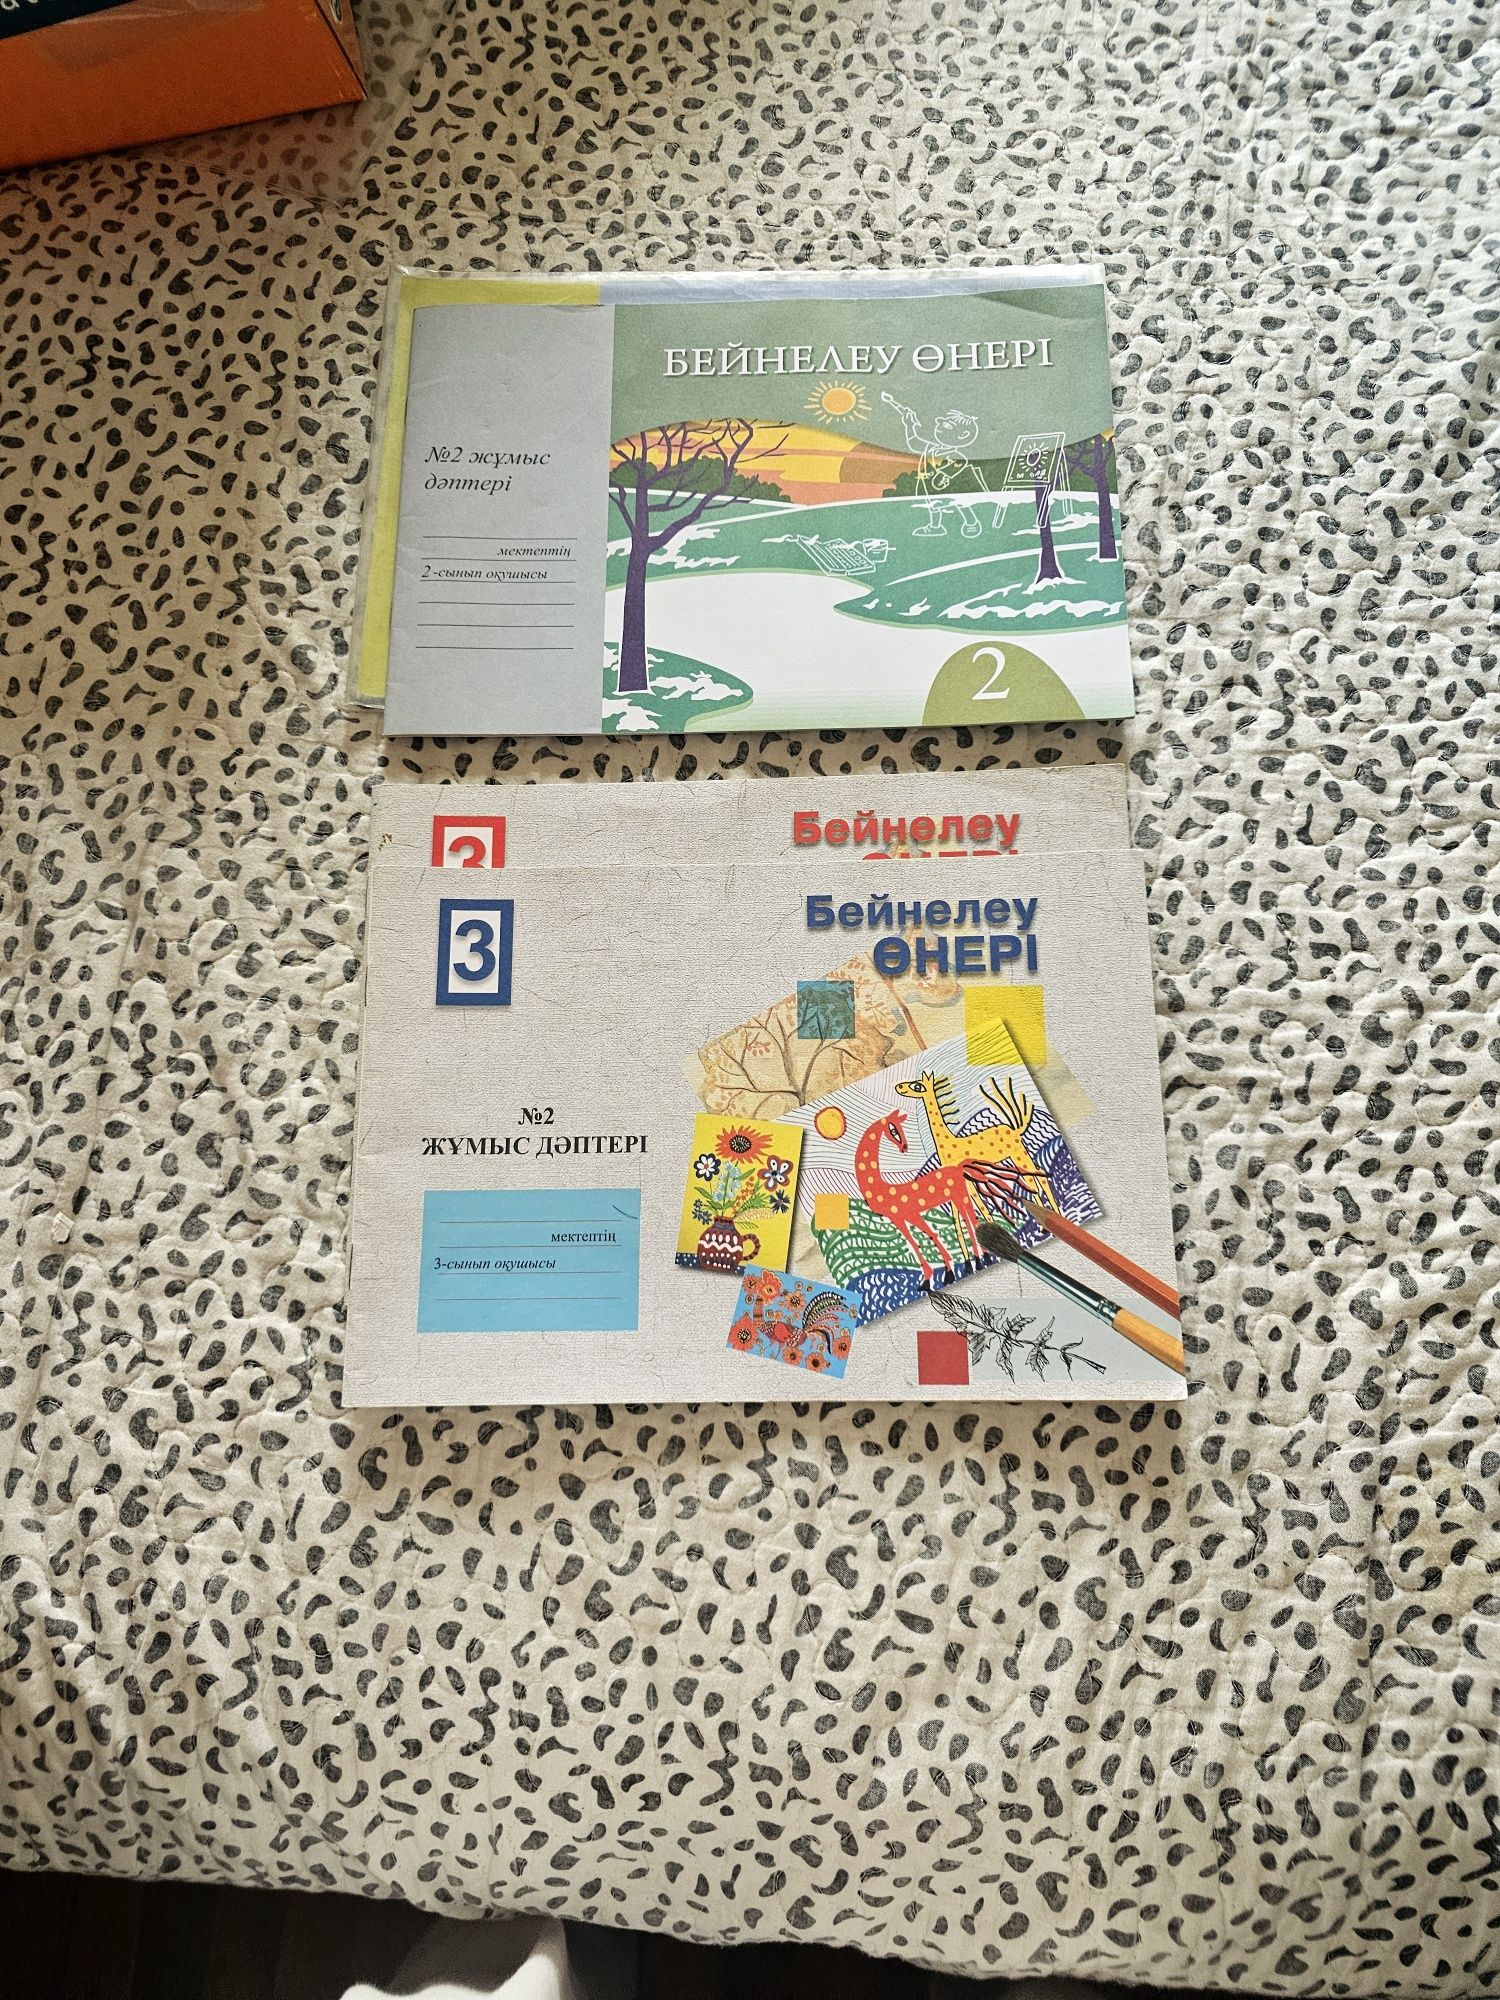 БЕЙНЕЛЕУ ӨНЕРІ
№2 жұмыс
дәптері
мектептің
2-сынып оқушысы
2
3
Бейнелеу
ӨНЕРІ
3
Бейнелеу
ӨНЕРІ
№2
ЖҰМЫС ДӘПТЕРІ
мектептің
3-сынып оқушысы